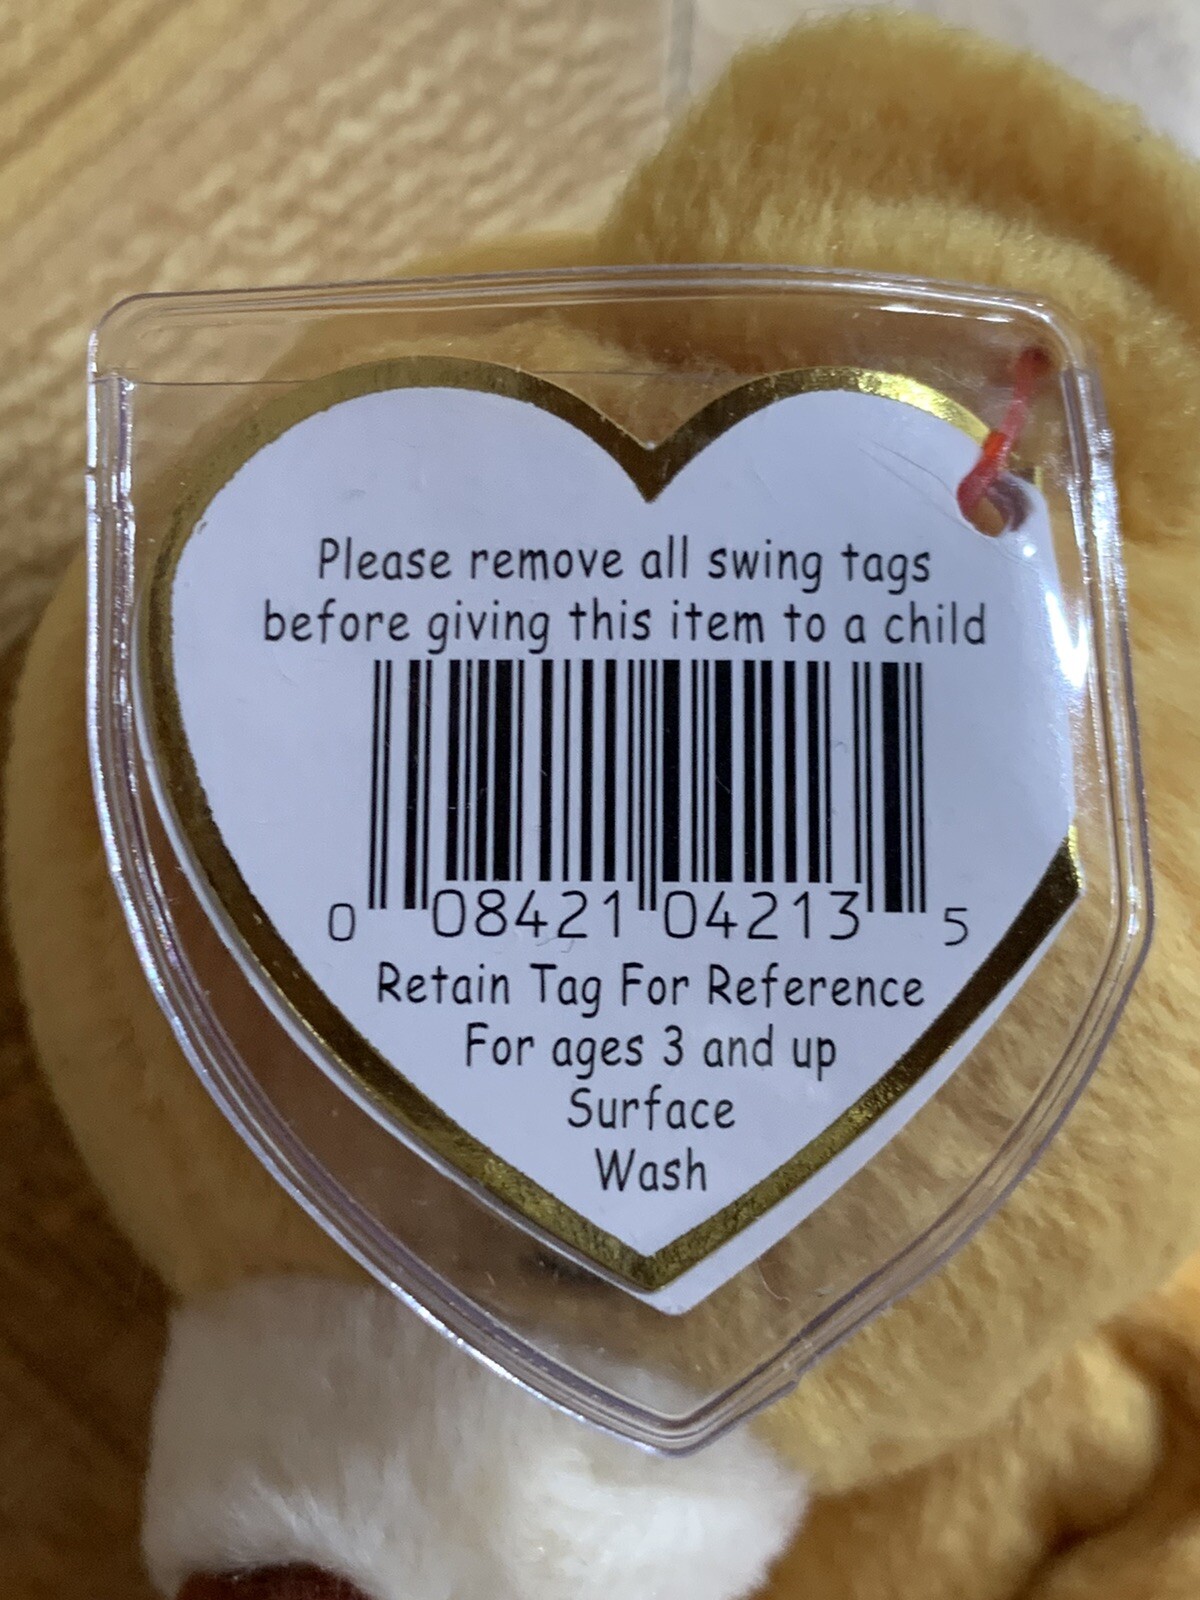 Please remove all swing tags
before giving this item to a child
0 08421 04213 5
Retain Tag For Reference
For ages 3 and up
Surface
Wash